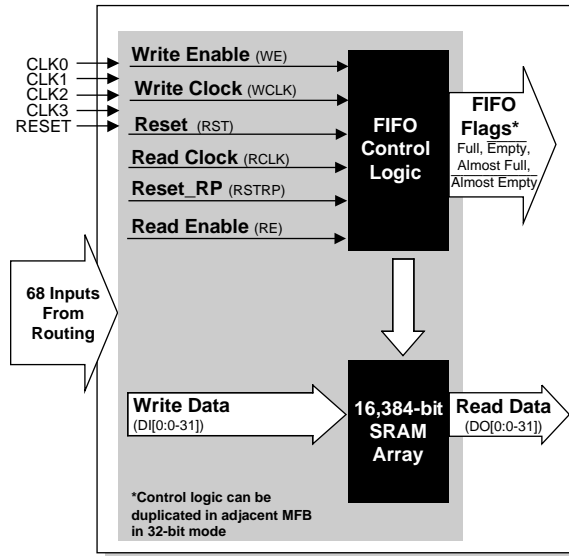 CLK0
CLK1
CLK2
CLK3
RESET
Write Enable (WE)
Write Clock (WCLK)
Reset (RST)
Read Clock (RCLK)
Reset_RP (RSTRP)
Read Enable (RE)
FIFO
Control
Logic
FIFO
Flags*
Full, Empty,
Almost Full,
Almost Empty
68 Inputs
From
Routing
Write Data
(DI[0:0-31])
16,384-bit
SRAM
Array
Read Data
(DO[0:0-31])
*Control logic can be
duplicated in adjacent MFB
in 32-bit mode